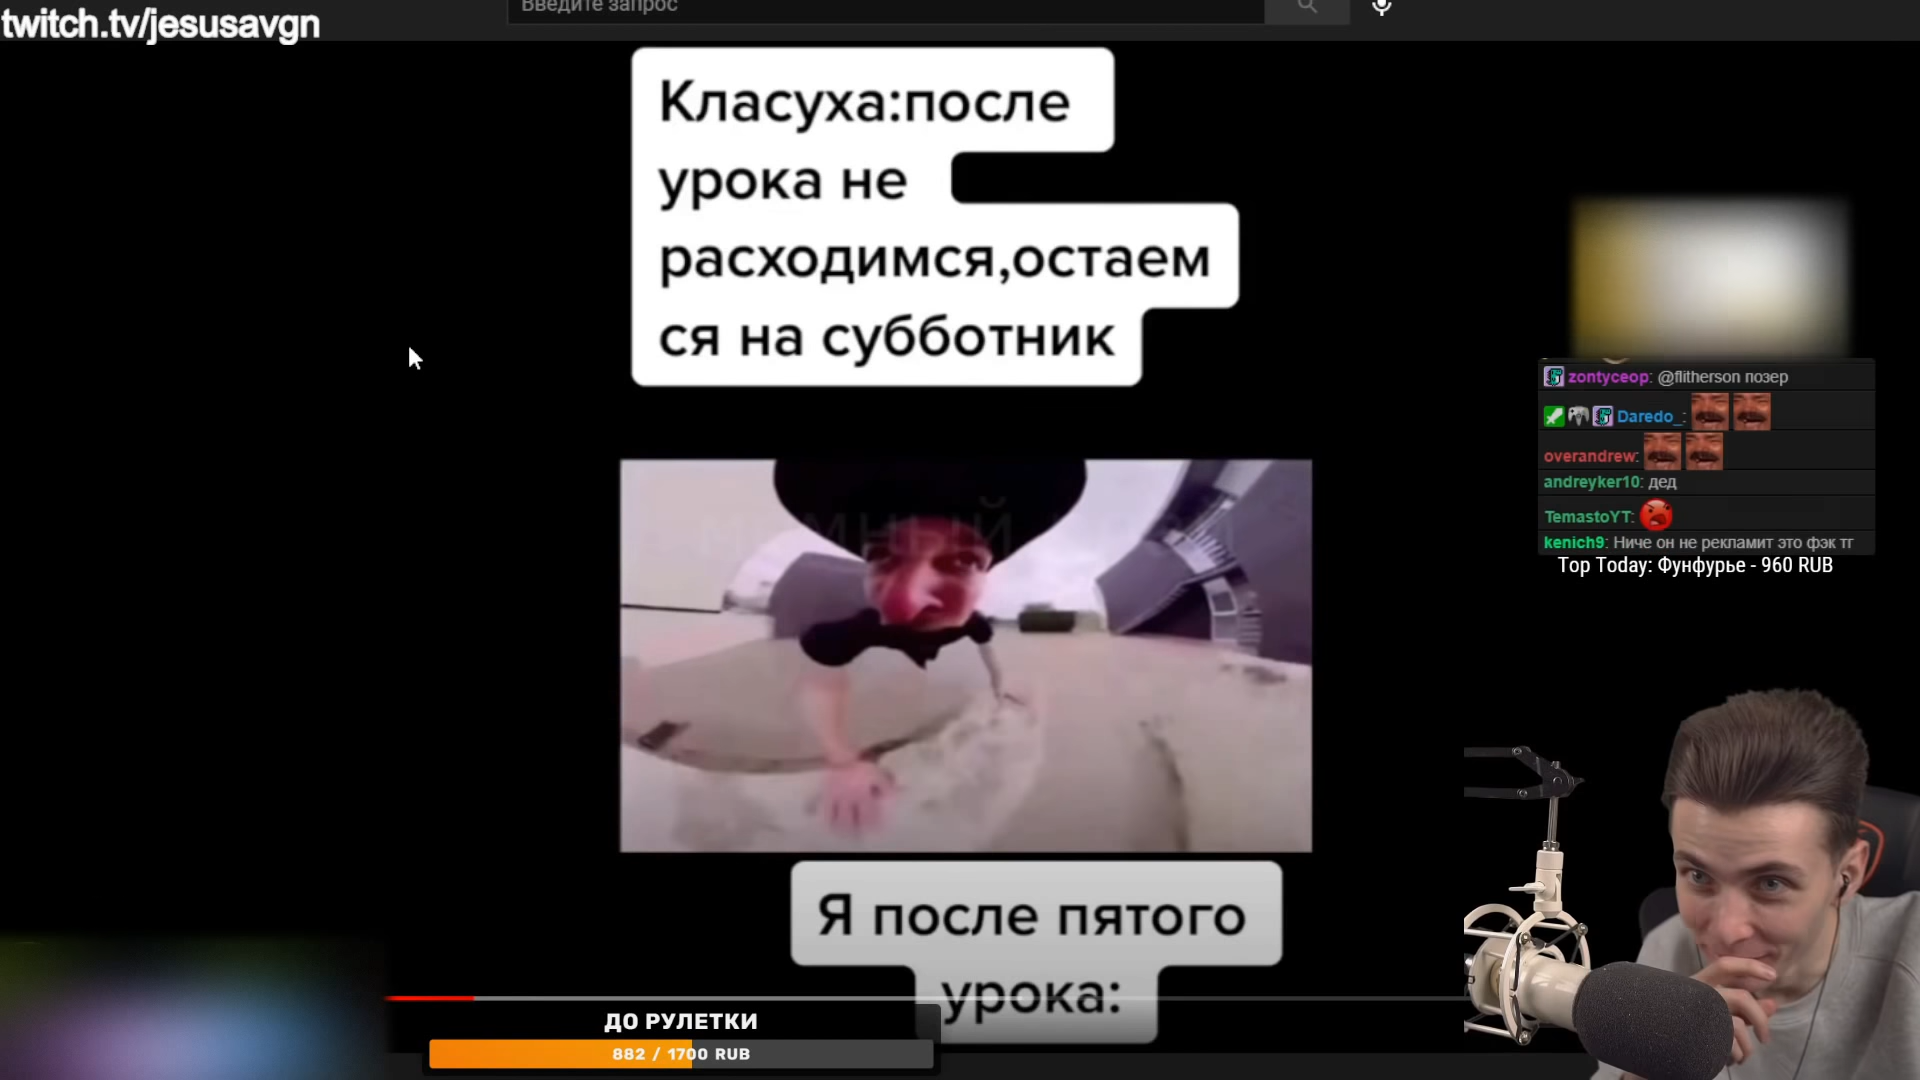 twitch.tv/jesusavgn
Введите запрос
Класуха:после
урока не
расходимся,остаем
ся на субботник
zontyceop: @flitherson позер
Daredo_:
overandrew:
andreyker10: дед
TemastoYT:
kenich9: Ниче он не рекламит это фэк тг
Top Today: Фунфурье - 960 RUB
Я после пятого
урока:
ДО РУЛЕТКИ
882 / 1700 RUB